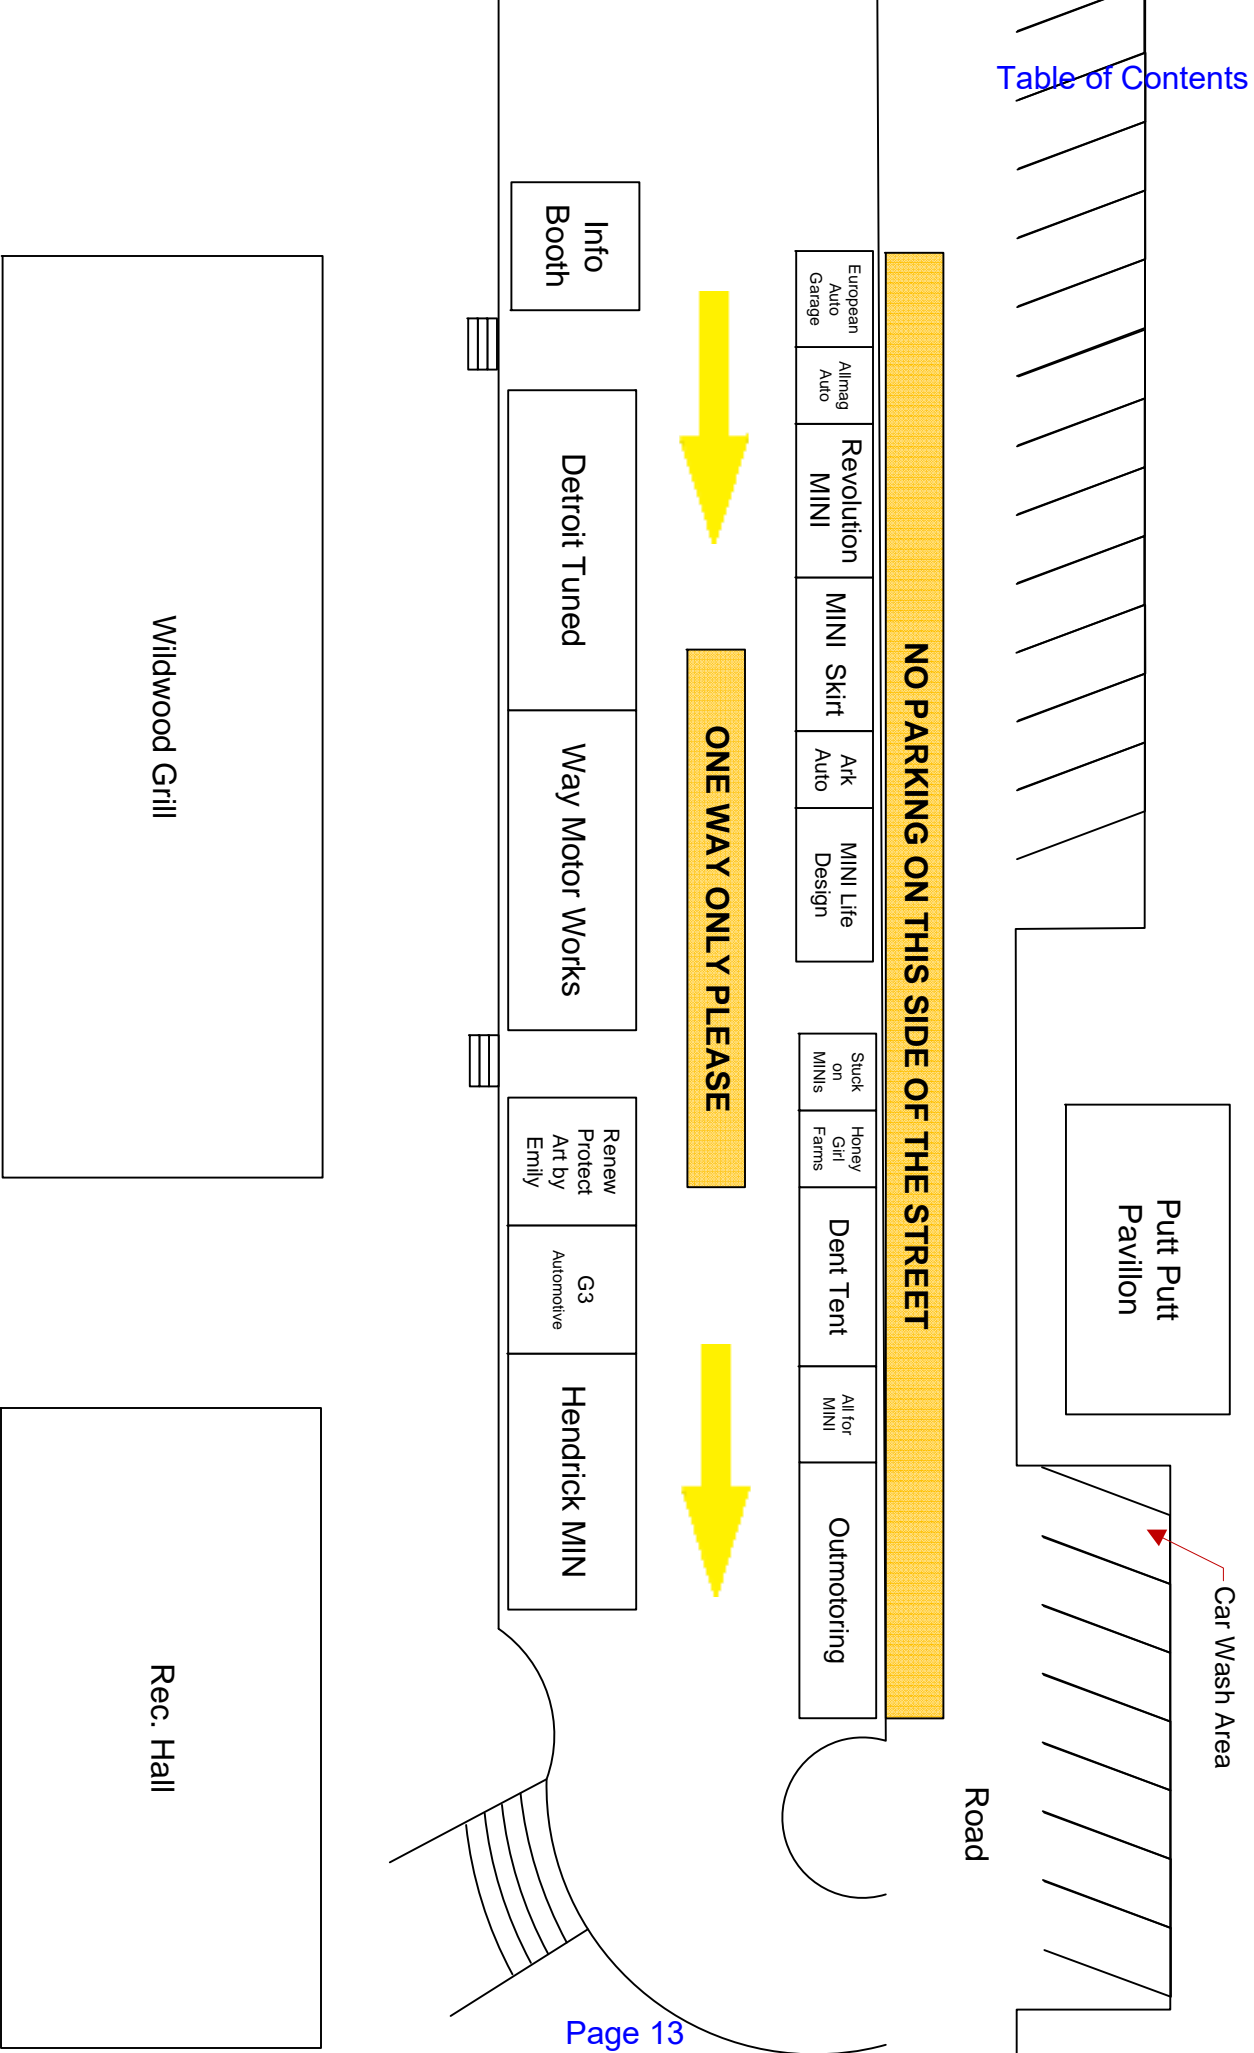 Table of Contents
Info
Booth
European
Auto
Garage
Allmag
Auto
Revolution
MINI
MINI Skirt
Ark
Auto
MINI Life
Design
Stuck
on
MINIs
Honey
Girl
Farms
Dent Tent
All for
MINI
Outmotoring
NO PARKING ON THIS SIDE OF THE STREET
ONE WAY ONLY PLEASE
Detroit Tuned
Way Motor Works
Renew
Protect
Art by
Emily
G3
Automotive
Hendrick MIN
Wildwood Grill
Rec. Hall
Putt Putt
Pavillon
Car Wash Area
Road
Page 13